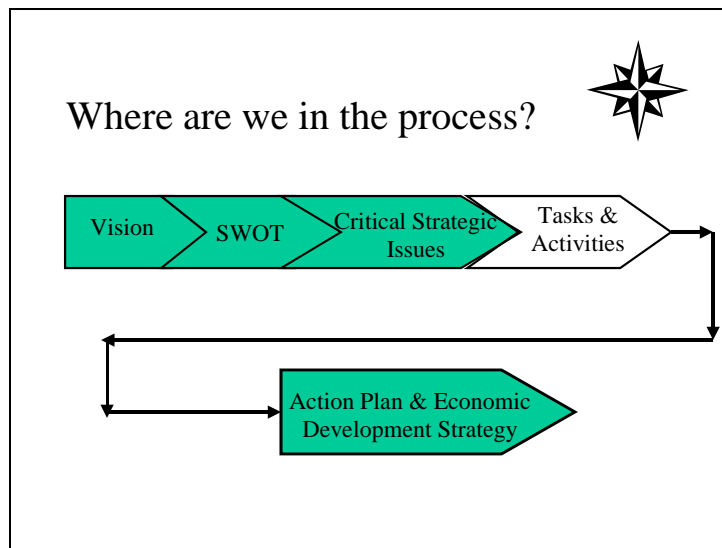 Where are we in the process?
Vision
SWOT
Critical Strategic
Issues
Tasks &
Activities
Action Plan & Economic
Development Strategy